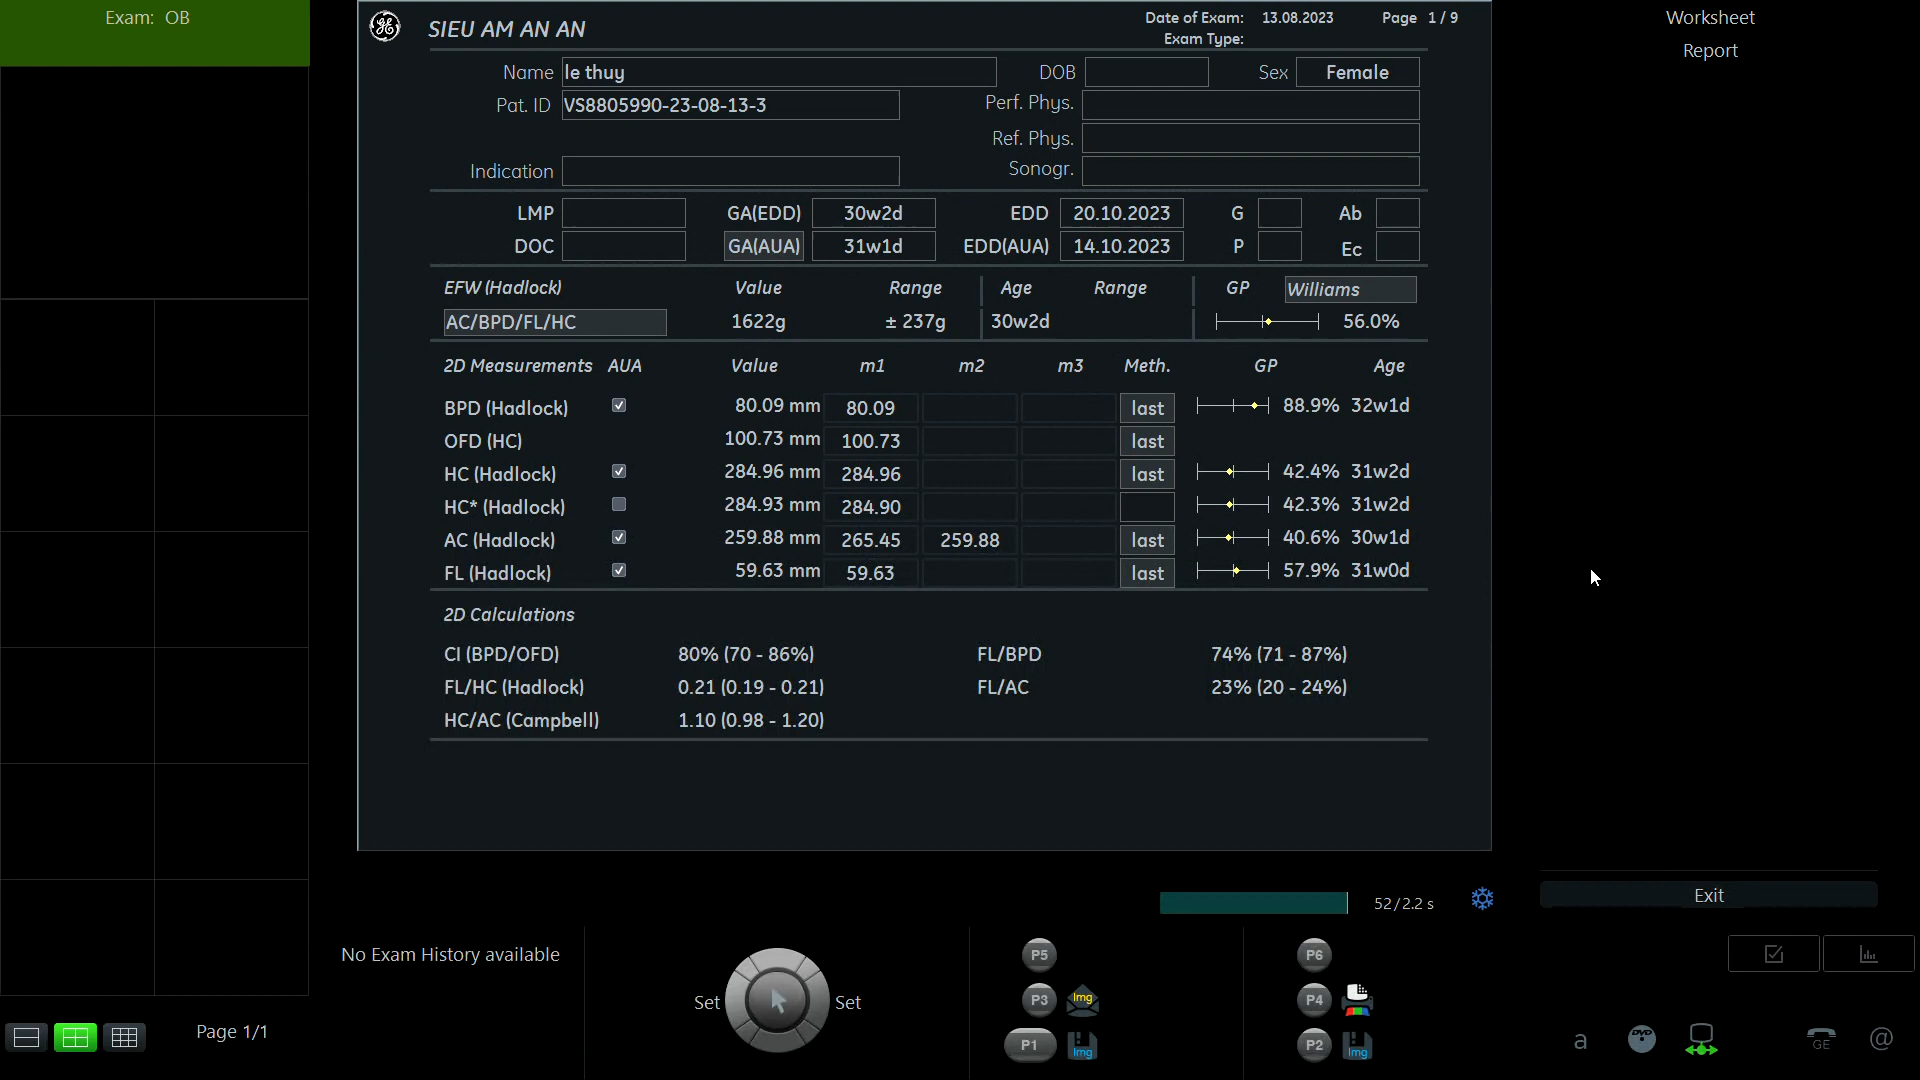 Exam: OB
SIEU AM AN AN
Date of Exam: 13.08.2023 Page 1 / 9
Exam Type:
Worksheet
Report
Name le thuy DOB Sex Female
Pat. ID VS8805990-23-08-13-3 Perf. Phys.
Ref. Phys.
Indication Sonogr.
LMP GA(EDD) 30w2d EDD 20.10.2023 G Ab
DOC GA(AUA) 31w1d EDD(AUA) 14.10.2023 P Ec
EFW (Hadlock) Value Range Age Range GP Williams
AC/BPD/FL/HC 1622g ± 237g 30w2d 56.0%
2D Measurements AUA Value m1 m2 m3 Meth. GP Age
BPD (Hadlock) 80.09 mm 80.09 last 88.9% 32w1d
OFD (HC) 100.73 mm 100.73 last
HC (Hadlock) 284.96 mm 284.96 last 42.4% 31w2d
HC* (Hadlock) 284.93 mm 284.90 42.3% 31w2d
AC (Hadlock) 259.88 mm 265.45 259.88 last 40.6% 30w1d
FL (Hadlock) 59.63 mm 59.63 last 57.9% 31w0d
2D Calculations
CI (BPD/OFD) 80% (70 - 86%) FL/BPD 74% (71 - 87%)
FL/HC (Hadlock) 0.21 (0.19 - 0.21) FL/AC 23% (20 - 24%)
HC/AC (Campbell) 1.10 (0.98 - 1.20)
52/2.2 s
Exit
No Exam History available
Set Set
P5 P6
P3 Img P4
P1 Img P2 Img
Page 1/1
a DVD GE @